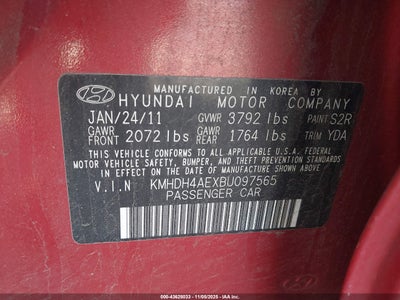 MANUFACTURED IN KOREA BY
HYUNDAI MOTOR COMPANY
JAN/24/11 GVWR 3792 lbs PAINT S2R
GAWR FRONT 2072 lbs GAWR REAR 1764 lbs TRIM YDA
THIS VEHICLE CONFORMS TO ALL APPLICABLE U.S.A FEDERAL
MOTOR VEHICLE SAFETY, BUMPER, AND THEFT PREVENTION
STANDARDS IN EFFECT ON THE DATE OF MANUFACTURE
SHOWN ABOVE
V.I.N KMHDH4AEXBU097565
PASSENGER CAR
000-43629033 - 11/05/2025 - IAAI.COM